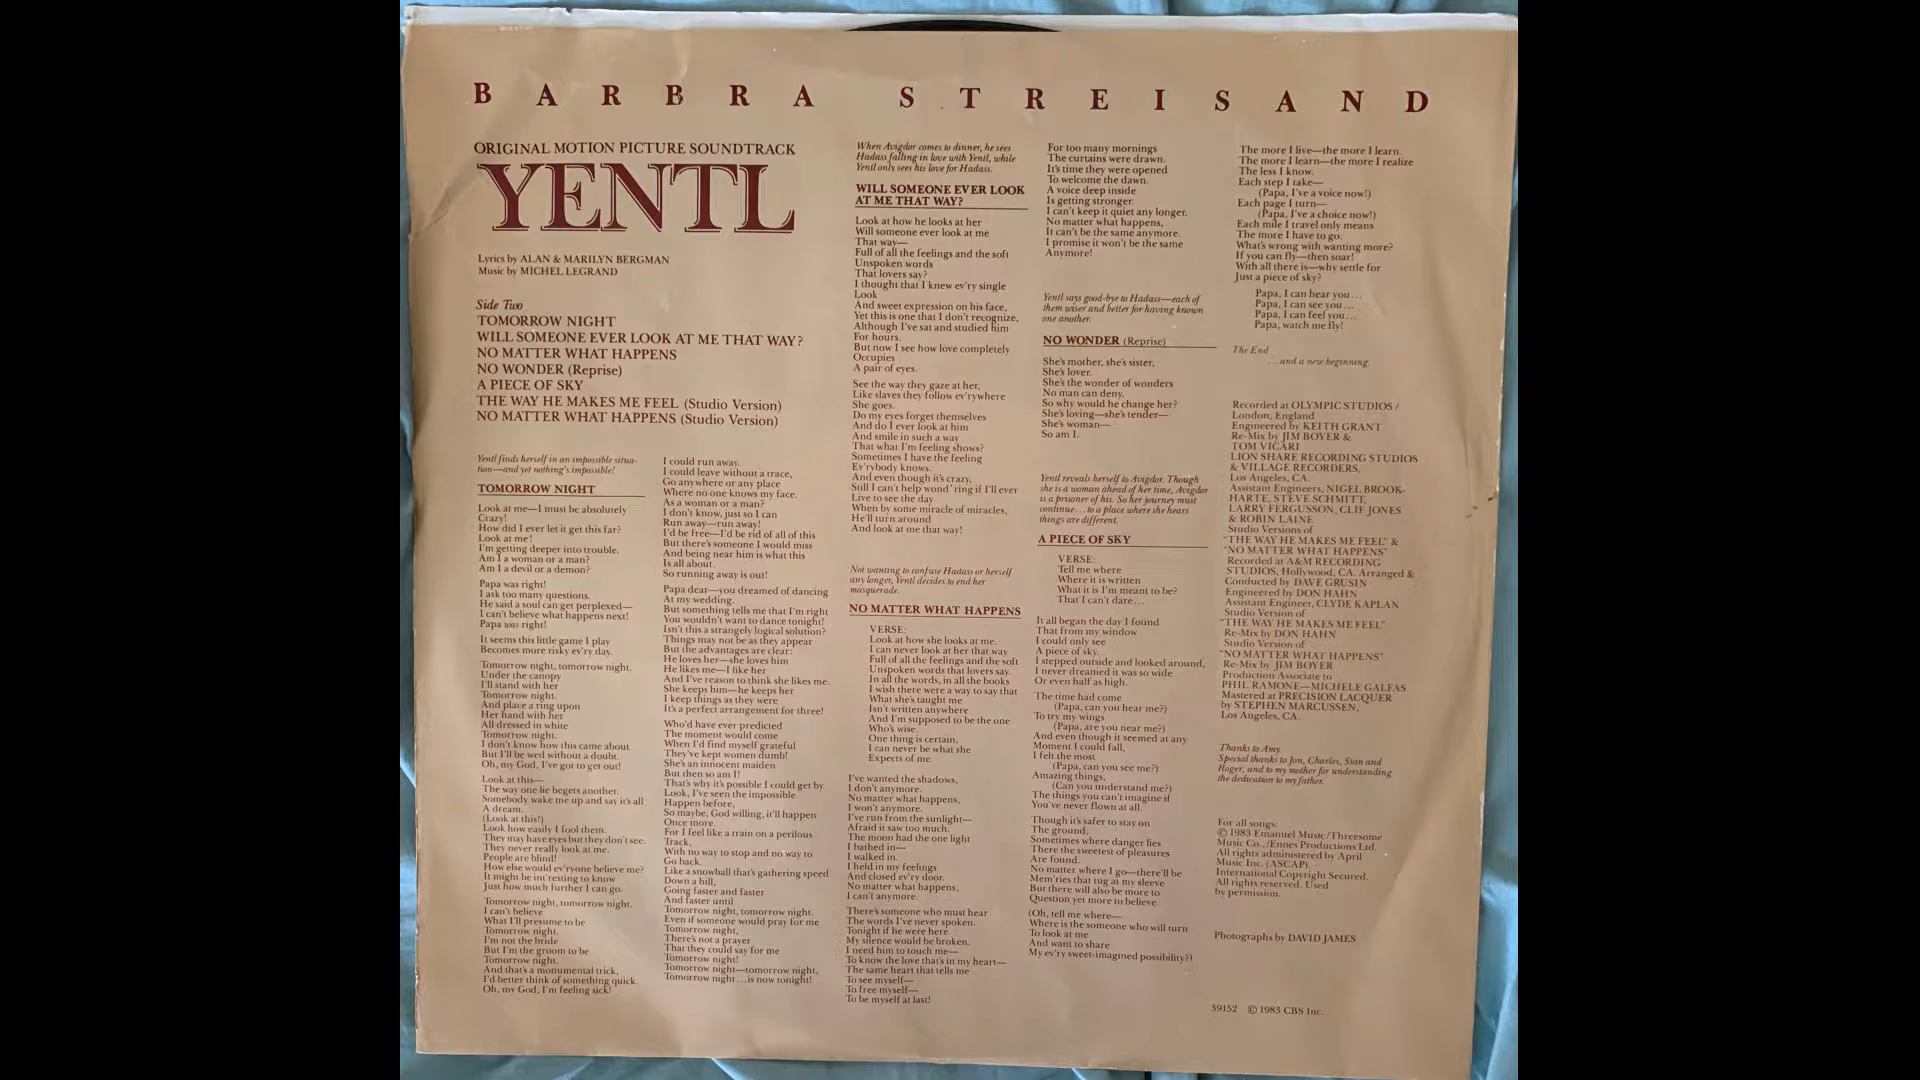 BARBRA STREISAND
ORIGINAL MOTION PICTURE SOUNDTRACK
YENTL
Lyrics by ALAN & MARILYN BERGMAN
Music by MICHEL LEGRAND
Side Two
TOMORROW NIGHT
WILL SOMEONE EVER LOOK AT ME THAT WAY?
NO MATTER WHAT HAPPENS
NO WONDER (Reprise)
A PIECE OF SKY
THE WAY HE MAKES ME FEEL (Studio Version)
NO MATTER WHAT HAPPENS (Studio Version)
Yentl finds herself in an impossible situa-
tion—and yet nothing's impossible!
TOMORROW NIGHT
Look at me—I must be absolutely
Crazy!
How did I ever let it get this far?
Look at me!
I'm getting deeper into trouble.
Am I a woman or a man?
Am I a devil or a demon?
Papa was right!
I ask too many questions.
He said a soul can get perplexed—
I can't believe what happens next!
Papa was right!
It seems this little game I play
Becomes more risky ev'ry day.
Tomorrow night, tomorrow night.
Under the canopy
I'll stand with her
Tomorrow night.
And place a ring upon
Her hand with her
All dressed in white
Tomorrow night.
I don't know how this came about
But I'll be wed without a doubt.
Oh, my God, I've got to get out!
Look at this—
The way one lie begets another.
Somebody wake me up and say it's all
A dream.
(Look at this!)
Look how easily I fool them.
They may have eyes but they don't see.
They never really look at me.
People are blind!
How else would ev'ryone believe me?
It might be int'resting to know
Just how much further I can go.
Tomorrow night, tomorrow night.
I can't believe
What I'll presume to be
Tomorrow night.
I'm not the bride
But I'm the groom to be
Tomorrow night.
And that's a monumental trick,
I'd better think of something quick.
Oh, my God, I'm feeling sick!
I could run away.
I could leave without a trace,
Go anywhere or any place
Where no one knows my face.
As a woman or a man?
I don't know, just so I can
Run away—run away!
I'd be free—I'd be rid of all of this
But there's someone I would miss
And being near him is what this
Is all about.
So running away is out!
Papa dear—you dreamed of dancing
At my wedding.
But something tells me that I'm right
You wouldn't want to dance tonight!
Isn't this a strangely logical solution?
Things may not be as they appear
But the advantages are clear:
He loves her—she loves him
He likes me—I like her
And I've reason to think she likes me.
She keeps him—he keeps her
I keep things as they were
It's a perfect arrangement for three!
Who'd have ever predicted
The moment would come
When I'd find myself grateful
They've kept women dumb!
She's an innocent maiden
But then so am I!
That's why it's possible I could get by
Look, I've seen the impossible
Happen before,
So maybe, God willing, it'll happen
Once more.
For I feel like a train on a perilous
Track,
With no way to stop and no way to
Go back.
Like a snowball that's gathering speed
Down a hill,
Going faster and faster
And faster until
Tomorrow night, tomorrow night.
Even if someone would pray for me
Tomorrow night,
There's not a prayer
That they could say for me
Tomorrow night!
Tomorrow night—tomorrow night,
Tomorrow night...is now tonight!
When Avigdor comes to dinner, he sees
Hadass falling in love with Yentl, while
Yentl only sees his love for Hadass.
WILL SOMEONE EVER LOOK
AT ME THAT WAY?
Look at how he looks at her
Will someone ever look at me
That way—
Full of all the feelings and the soft
Unspoken words
That lovers say?
I thought that I knew ev'ry single
Look
And sweet expression on his face,
Yet this is one that I don't recognize,
Although I've sat and studied him
For hours.
But now I see how love completely
Occupies
A pair of eyes.
See the way they gaze at her,
Like slaves they follow ev'rywhere
She goes.
Do my eyes forget themselves
And do I ever look at him
And smile in such a way
That what I'm feeling shows?
Sometimes I have the feeling
Ev'rybody knows.
And even though it's crazy,
Still I can't help wond'ring if I'll ever
Live to see the day
When by some miracle of miracles,
He'll turn around
And look at me that way!
Not wanting to confuse Hadass or herself
any longer, Yentl decides to end her
masquerade.
NO MATTER WHAT HAPPENS
VERSE:
Look at how she looks at me.
I can never look at her that way
Full of all the feelings and the soft
Unspoken words that lovers say.
In all the words, in all the books
I wish there were a way to say that
What she's taught me
Isn't written anywhere
And I'm supposed to be the one
Who's wise.
One thing is certain,
I can never be what she
Expects of me.
I've wanted the shadows,
I don't anymore.
No matter what happens,
I won't anymore.
I've run from the sunlight—
Afraid it saw too much.
The moon had the one light
I bathed in—
I walked in.
I held in my feelings
And closed ev'ry door.
No matter what happens,
I can't anymore.
There's someone who must hear
The words I've never spoken.
Tonight if he were here
My silence would be broken.
I need him to touch me—
To know the love that's in my heart—
The same heart that tells me
To see myself—
To free myself—
To be myself at last!
For too many mornings
The curtains were drawn.
It's time they were opened
To welcome the dawn.
A voice deep inside
Is getting stronger.
I can't keep it quiet any longer.
No matter what happens,
It can't be the same anymore.
I promise it won't be the same
Anymore!
Yentl says good-bye to Hadass—each of
them wiser and better for having known
one another.
NO WONDER (Reprise)
She's mother, she's sister,
She's lover.
She's the wonder of wonders
No man can deny.
So why would he change her?
She's loving—she's tender—
She's woman—
So am I.
Yentl reveals herself to Avigdor. Though
she is a woman ahead of her time, Avigdor
is a prisoner of his. So her journey must
continue...to a place where she hears
things are different.
A PIECE OF SKY
VERSE:
Tell me where
Where it is written
What it is I'm meant to be?
That I can't dare...
It all began the day I found
That from my window
I could only see
A piece of sky.
I stepped outside and looked around,
I never dreamed it was so wide
Or even half as high.
The time had come
(Papa, can you hear me?)
To try my wings
(Papa, are you near me?)
And even though it seemed at any
Moment I could fall,
I felt the most
(Papa, can you see me?)
Amazing things,
(Can you understand me?)
The things you can't imagine if
You've never flown at all.
Though it's safer to stay on
The ground,
Sometimes where danger lies
There the sweetest of pleasures
Are found.
No matter where I go—there'll be
Mem'ries that tug at my sleeve
But there will also be more to
Question yet more to believe.
(Oh, tell me where—
Where is the someone who will turn
To look at me
And want to share
My ev'ry sweet-imagined possibility?)
The more I live—the more I learn.
The more I learn—the more I realize
The less I know.
Each step I take—
(Papa, I've a voice now!)
Each page I turn—
(Papa, I've a choice now!)
Each mile I travel only means
The more I have to go.
What's wrong with wanting more?
If you can fly—then soar!
With all there is—why settle for
Just a piece of sky?
Papa, I can hear you...
Papa, I can see you...
Papa, I can feel you...
Papa, watch me fly!
The End
...and a new beginning.
Recorded at OLYMPIC STUDIOS/
London, England
Engineered by KEITH GRANT
Re-Mix by JIM BOYER &
TOM VICARI
LION SHARE RECORDING STUDIOS
& VILLAGE RECORDERS,
Los Angeles, CA.
Assistant Engineers, NIGEL BROOK-
HARTE, STEVE SCHMITT,
LARRY FERGUSSON, CLIF JONES
& ROBIN LAINE
Studio Versions of
"THE WAY HE MAKES ME FEEL" &
"NO MATTER WHAT HAPPENS"
Recorded at A&M RECORDING
STUDIOS, Hollywood, CA. Arranged &
Conducted by DAVE GRUSIN
Engineered by DON HAHN
Assistant Engineer, CLYDE KAPLAN
Studio Version of
"THE WAY HE MAKES ME FEEL"
Re-Mix by DON HAHN
Studio Version of
"NO MATTER WHAT HAPPENS"
Re-Mix by JIM BOYER
Production Associate to
PHIL RAMONE—MICHELE GALFAS
Mastered at PRECISION LACQUER
by STEPHEN MARCUSSEN,
Los Angeles, CA.
Thanks to Amy
Special thanks to Jon, Charles, Stan and
Roger, and to my mother for understanding
the dedication to my father.
For all songs:
© 1983 Emanuel Music/Threesome
Music Co./Ennes Productions Ltd.
All rights administered by April
Music Inc. (ASCAP).
International Copyright Secured.
All rights reserved. Used
by permission.
Photographs by DAVID JAMES
39152 © 1983 CBS Inc.